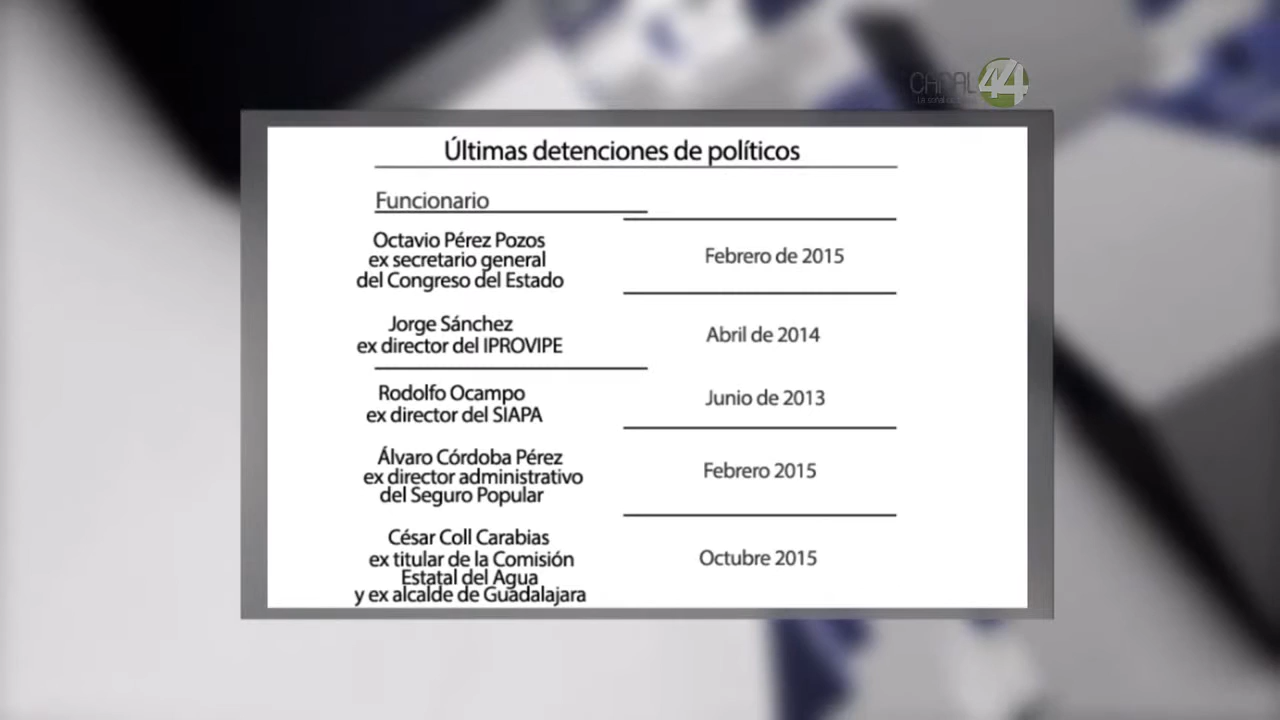 CANAL 44
Últimas detenciones de políticos
Funcionario
Octavio Pérez Pozos
ex secretario general
del Congreso del Estado
Febrero de 2015
Jorge Sánchez
ex director del IPROVIPE
Abril de 2014
Rodolfo Ocampo
ex director del SIAPA
Junio de 2013
Álvaro Córdoba Pérez
ex director administrativo
del Seguro Popular
Febrero 2015
César Coll Carabias
ex titular de la Comisión
Estatal del Agua
y ex alcalde de Guadalajara
Octubre 2015